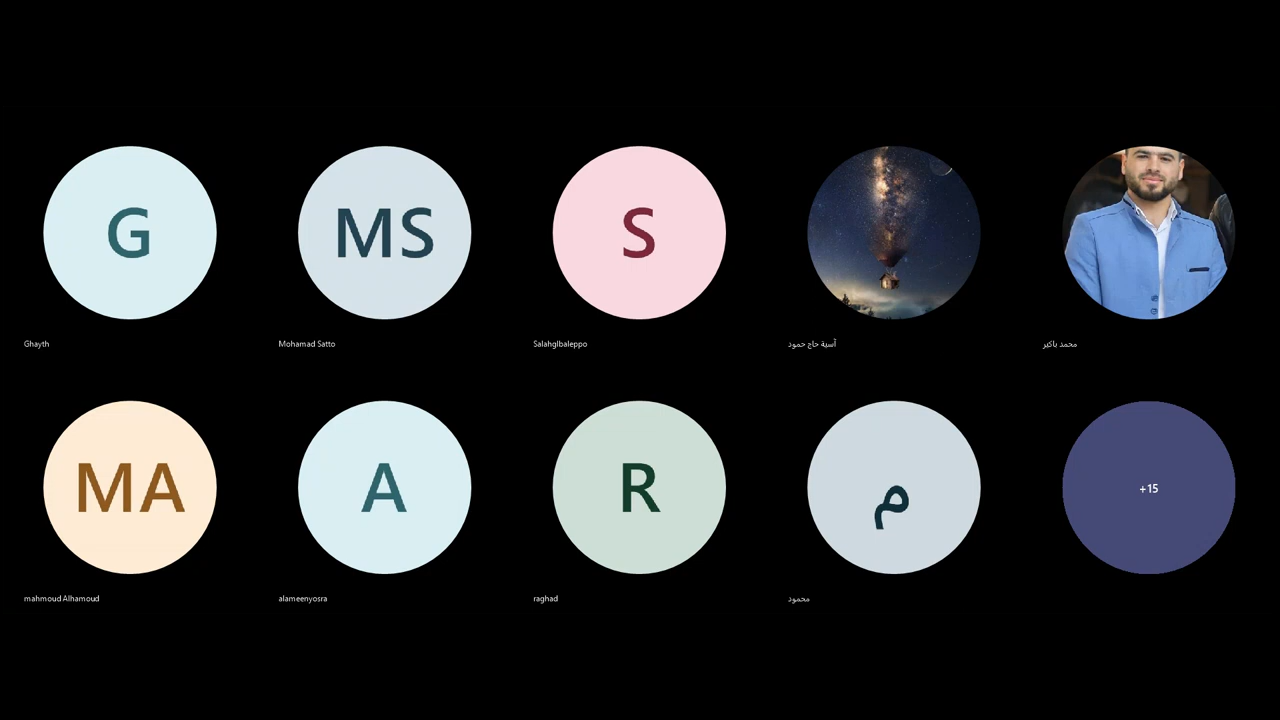 G
MS
S
Ghayth
Mohamad Satto
Salahglbaleppo
آسية حاج حمود
محمد باكير
MA
A
R
م
+15
mahmoud Alhamoud
alameenyosra
raghad
محمود